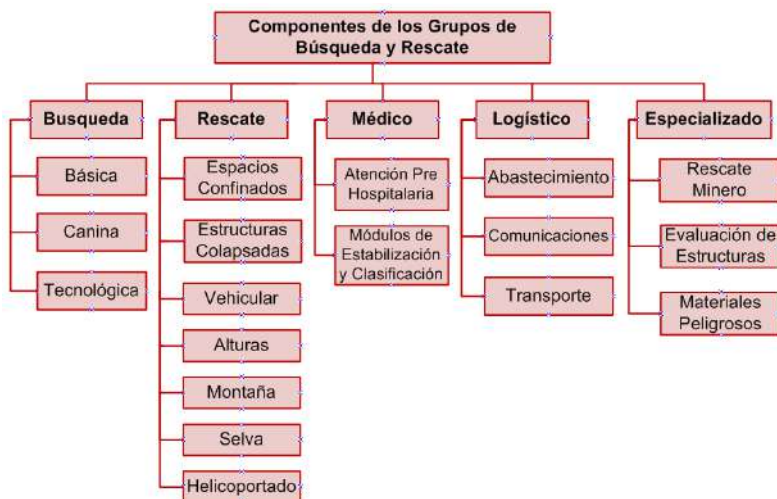 Componentes de los Grupos de
Búsqueda y Rescate
Busqueda
Básica
Canina
Tecnológica
Rescate
Espacios
Confinados
Estructuras
Colapsadas
Vehicular
Alturas
Montaña
Selva
Helicoportado
Médico
Atención Pre
Hospitalaria
Módulos de
Estabilización
y Clasificación
Logístico
Abastecimiento
Comunicaciones
Transporte
Especializado
Rescate
Minero
Evaluación de
Estructuras
Materiales
Peligrosos